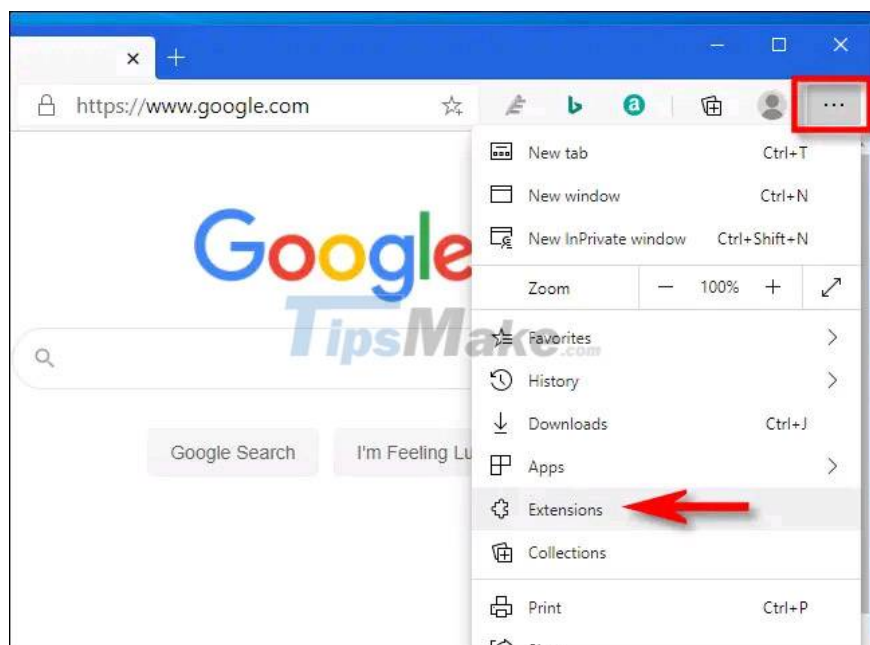 https://www.google.com
New tab Ctrl+T
New window Ctrl+N
New InPrivate window Ctrl+Shift+N
Google
Zoom 100%
TipsMake.com
Favorites
History
Downloads Ctrl+J
Google Search
I'm Feeling Lu
Apps
Extensions
Collections
Print Ctrl+P